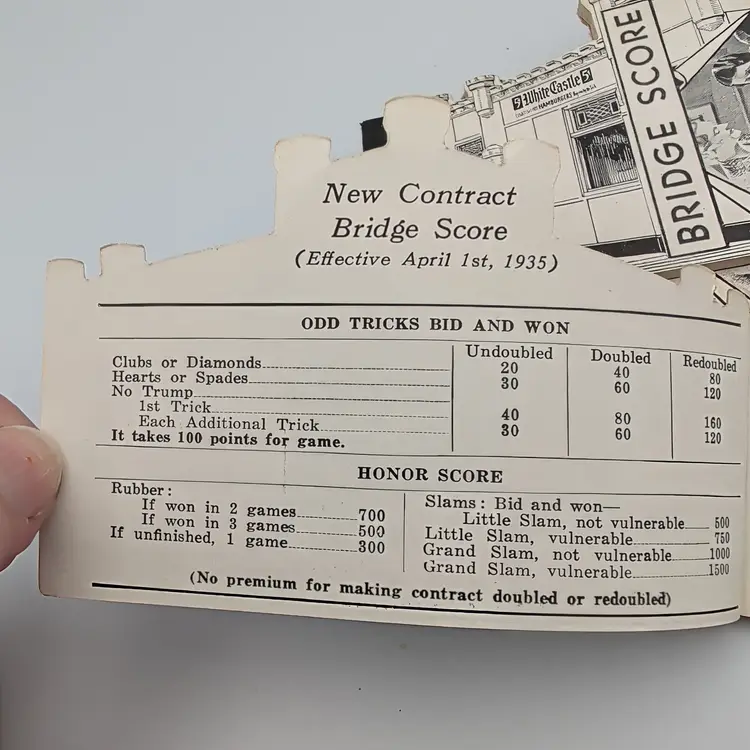 5¢ White Castle 5¢
HAMBURGERS
BRIDGE SCORE
New Contract
Bridge Score
(Effective April 1st, 1935)
ODD TRICKS BID AND WON
Undoubled Doubled Redoubled
Clubs or Diamonds 20 40 80
Hearts or Spades 30 60 120
No Trump
1st Trick 40 80 160
Each Additional Trick 30 60 120
It takes 100 points for game.
HONOR SCORE
Rubber:
If won in 2 games 700
If won in 3 games 500
If unfinished, 1 game 300
Slams: Bid and won—
Little Slam, not vulnerable 500
Little Slam, vulnerable 750
Grand Slam, not vulnerable 1000
Grand Slam, vulnerable 1500
(No premium for making contract doubled or redoubled)